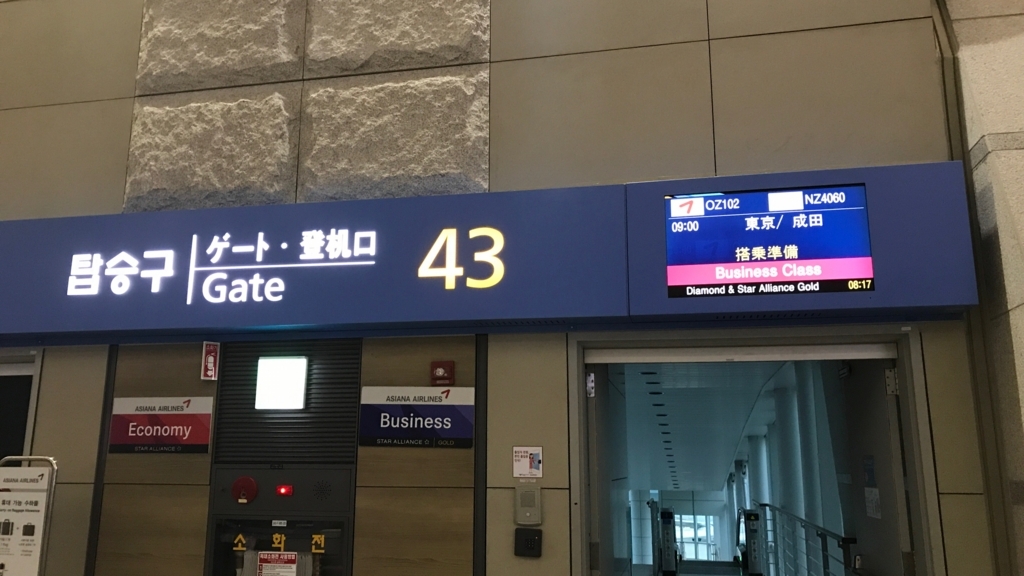 탑승구
ゲート · 登机口
Gate
43
OZ102
NZ4060
09:00
東京/ 成田
搭乘準備
Business Class
Diamond & Star Alliance Gold
08:17
ASIANA AIRLINES
Economy
STAR ALLIANCE
ASIANA AIRLINES
Business
STAR ALLIANCE
GOLD
소화전
ASIANA AIRLINES